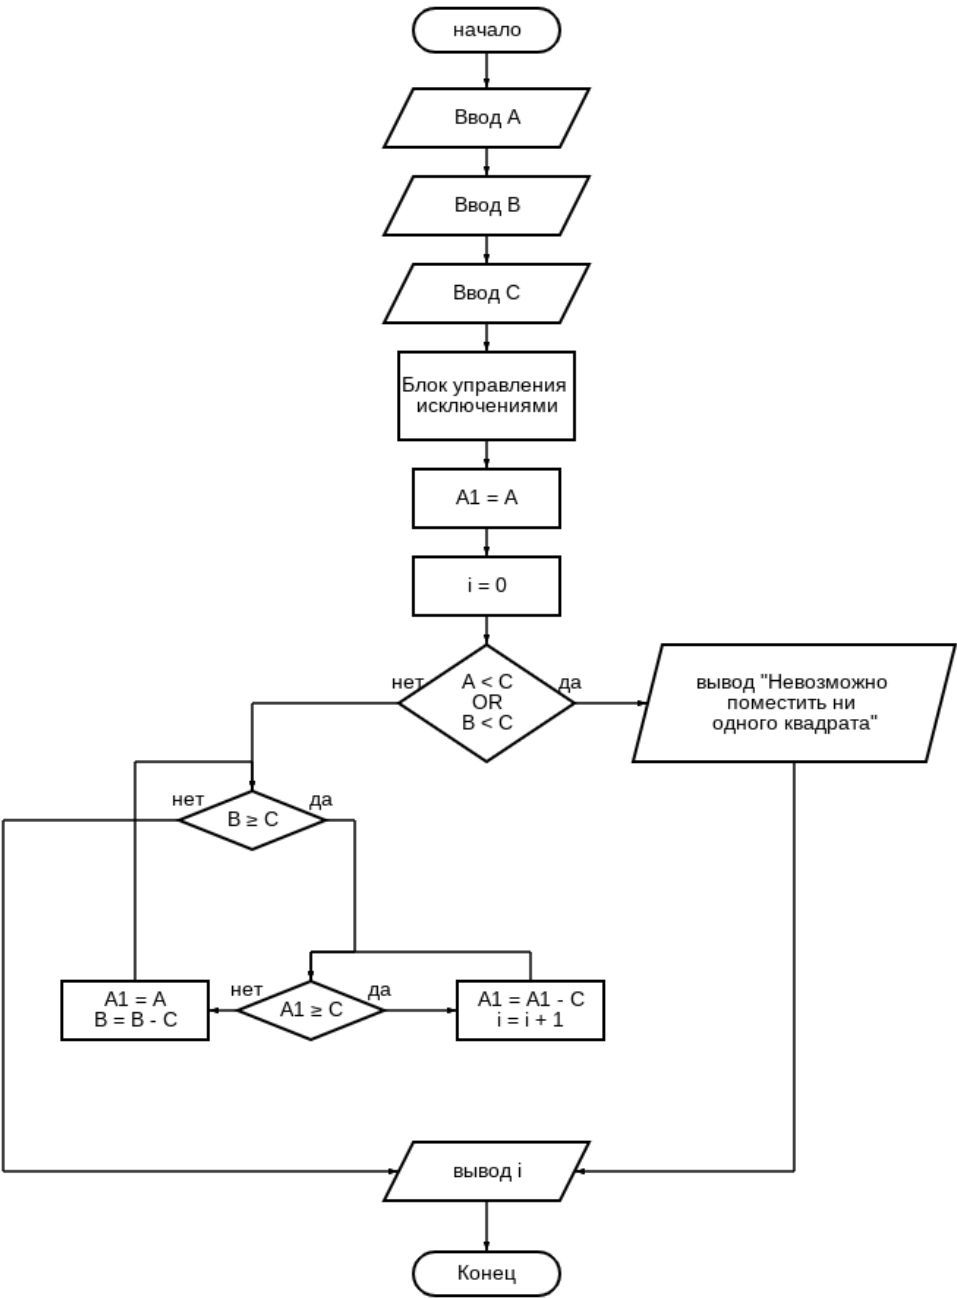 начало
Ввод A
Ввод B
Ввод C
Блок управления
исключениями
A1 = A
i = 0
нет
A < C
OR
B < C
да
вывод "Невозможно
поместить ни
одного квадрата"
нет
B ≥ C
да
A1 = A
B = B - C
нет
A1 ≥ C
да
A1 = A1 - C
i = i + 1
вывод i
Конец